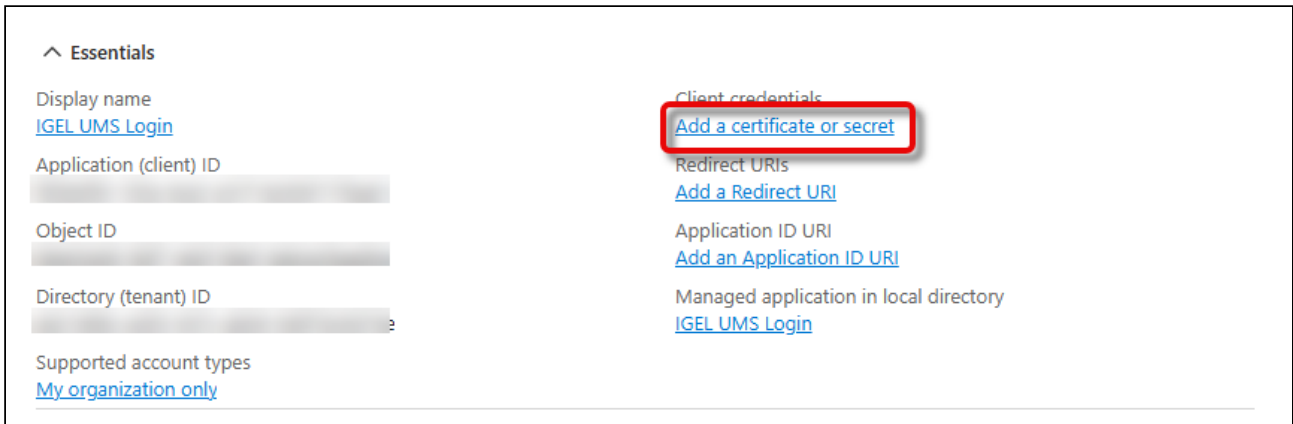 Essentials
Display name
IGEL UMS Login
Application (client) ID
Object ID
Directory (tenant) ID
e
Supported account types
My organization only
Client credentials
Add a certificate or secret
Redirect URIs
Add a Redirect URI
Application ID URI
Add an Application ID URI
Managed application in local directory
IGEL UMS Login